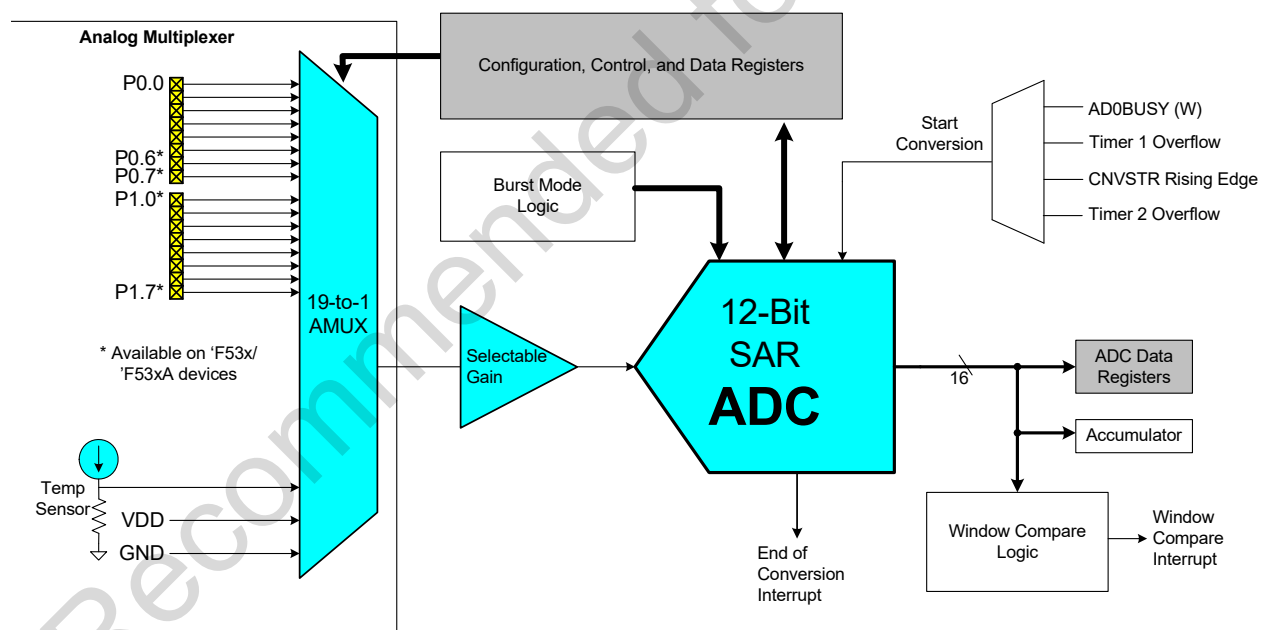 Analog Multiplexer
P0.0
P0.6*
P0.7*
P1.0*
P1.7*
* Available on 'F53x/
'F53xA devices
19-to-1
AMUX
Temp
Sensor
VDD
GND
Configuration, Control, and Data Registers
Burst Mode
Logic
Selectable
Gain
Start
Conversion
AD0BUSY (W)
Timer 1 Overflow
CNVSTR Rising Edge
Timer 2 Overflow
12-Bit
SAR
ADC
16
ADC Data
Registers
Accumulator
Window Compare
Logic
Window
Compare
Interrupt
End of
Conversion
Interrupt
Recommended fo